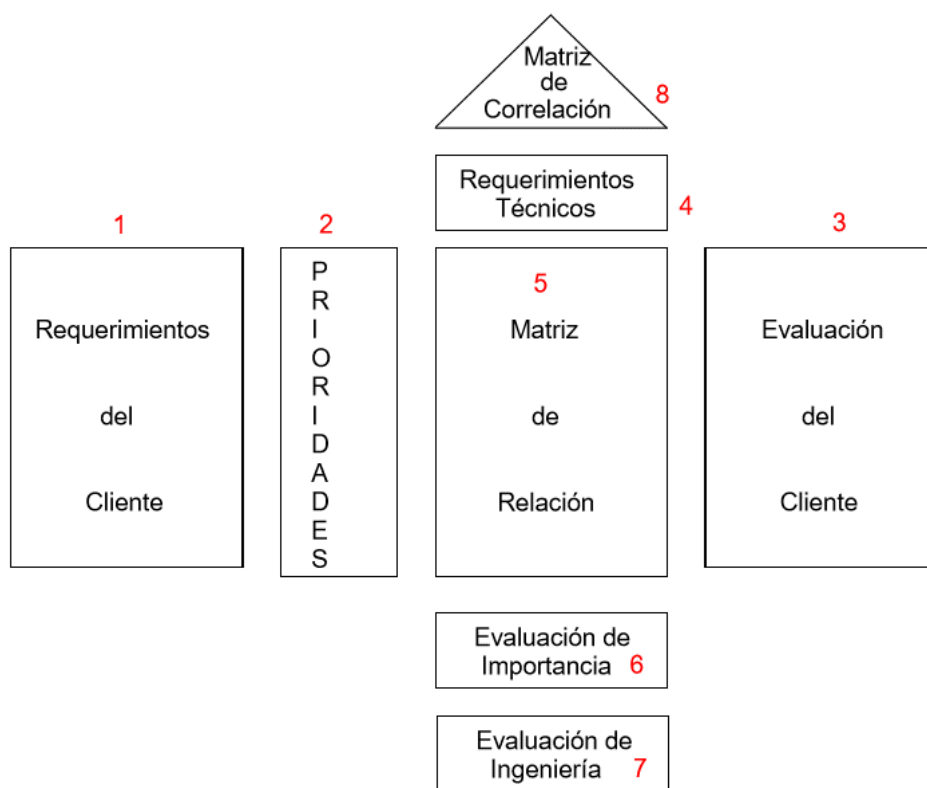 Matriz
de
Correlación
8
Requerimientos
Técnicos
4
1
2
3
Requerimientos
del
Cliente
P
R
I
O
R
I
D
A
D
E
S
5
Matriz
de
Relación
Evaluación
del
Cliente
Evaluación de
Importancia 6
Evaluación de
Ingeniería 7